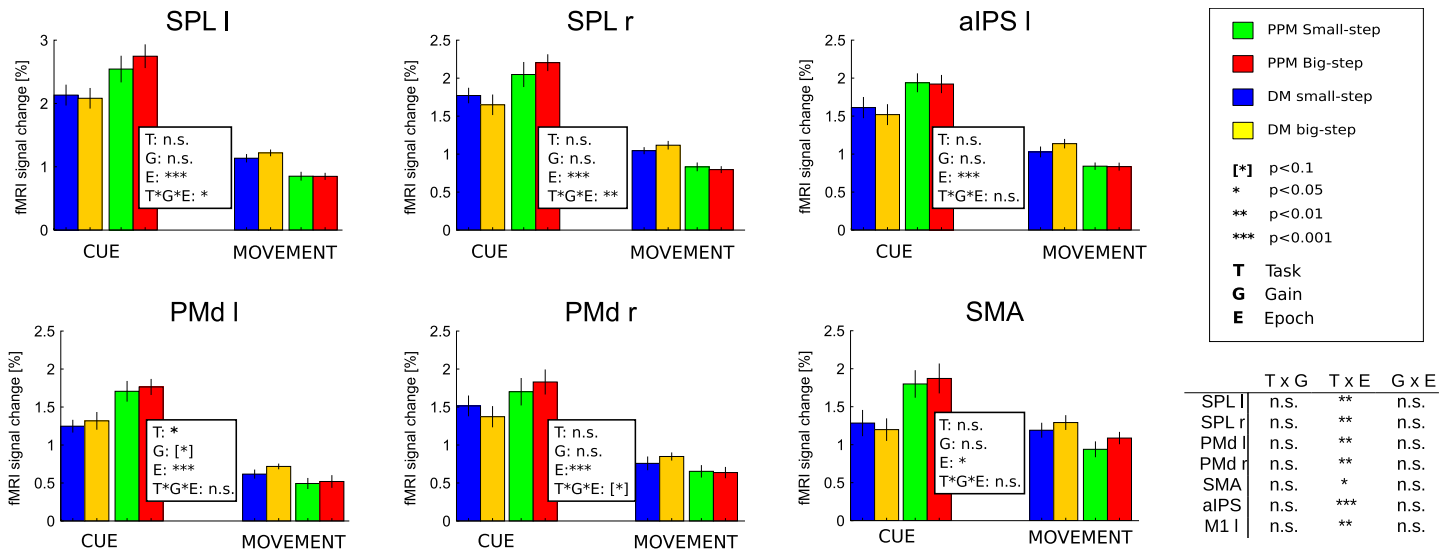 SPL l
fMRI signal change [%]
3
2
1
0
T: n.s.
G: n.s.
E: ***
T*G*E: *
CUE
MOVEMENT
SPL r
fMRI signal change [%]
2.5
2
1.5
1
0.5
0
T: n.s.
G: n.s.
E: ***
T*G*E: **
CUE
MOVEMENT
aIPS l
fMRI signal change [%]
2.5
2
1.5
1
0.5
0
T: n.s.
G: n.s.
E: ***
T*G*E: n.s.
CUE
MOVEMENT
PPM Small-step
PPM Big-step
DM small-step
DM big-step
[*] p<0.1
* p<0.05
** p<0.01
*** p<0.001
T Task
G Gain
E Epoch
PMd l
fMRI signal change [%]
2.5
2
1.5
1
0.5
0
T: *
G: [*]
E: ***
T*G*E: n.s.
CUE
MOVEMENT
PMd r
fMRI signal change [%]
2.5
2
1.5
1
0.5
0
T: n.s.
G: n.s.
E:***
T*G*E: [*]
CUE
MOVEMENT
SMA
fMRI signal change [%]
2.5
2
1.5
1
0.5
0
T: n.s.
G: n.s.
E: *
T*G*E: n.s.
CUE
MOVEMENT
T x G T x E G x E
SPL l n.s. ** n.s.
SPL r n.s. ** n.s.
PMd l n.s. ** n.s.
PMd r n.s. ** n.s.
SMA n.s. * n.s.
aIPS n.s. *** n.s.
M1 l n.s. ** n.s.